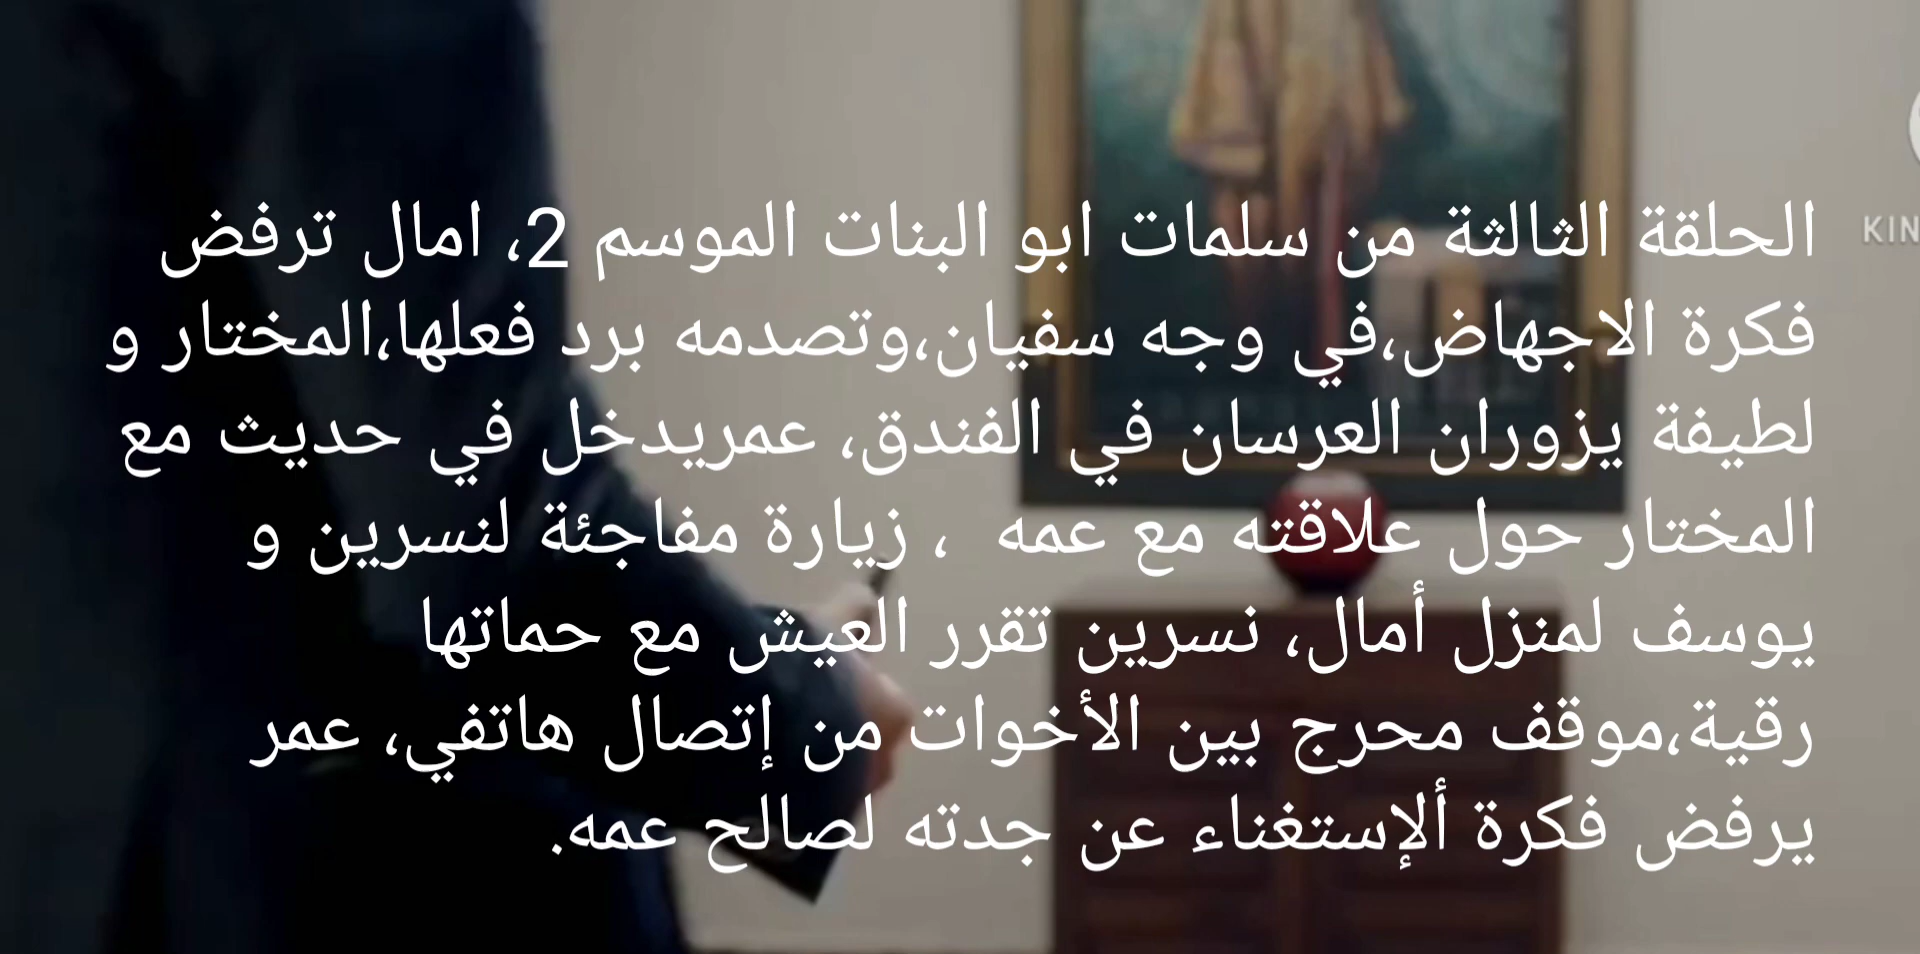 الحلقة الثالثة من سلمات ابو البنات الموسم 2، امال ترفض
فكرة الاجهاض،في وجه سفيان،وتصدمه برد فعلها،المختار و
لطيفة يزوران العرسان في الفندق، عمريدخل في حديث مع
المختار حول علاقته مع عمه ، زيارة مفاجئة لنسرين و
يوسف لمنزل أمال، نسرين تقرر العيش مع حماتها
رقية،موقف محرج بين الأخوات من إتصال هاتفي، عمر
يرفض فكرة ألإستغناء عن جدته لصالح عمه.
KIN